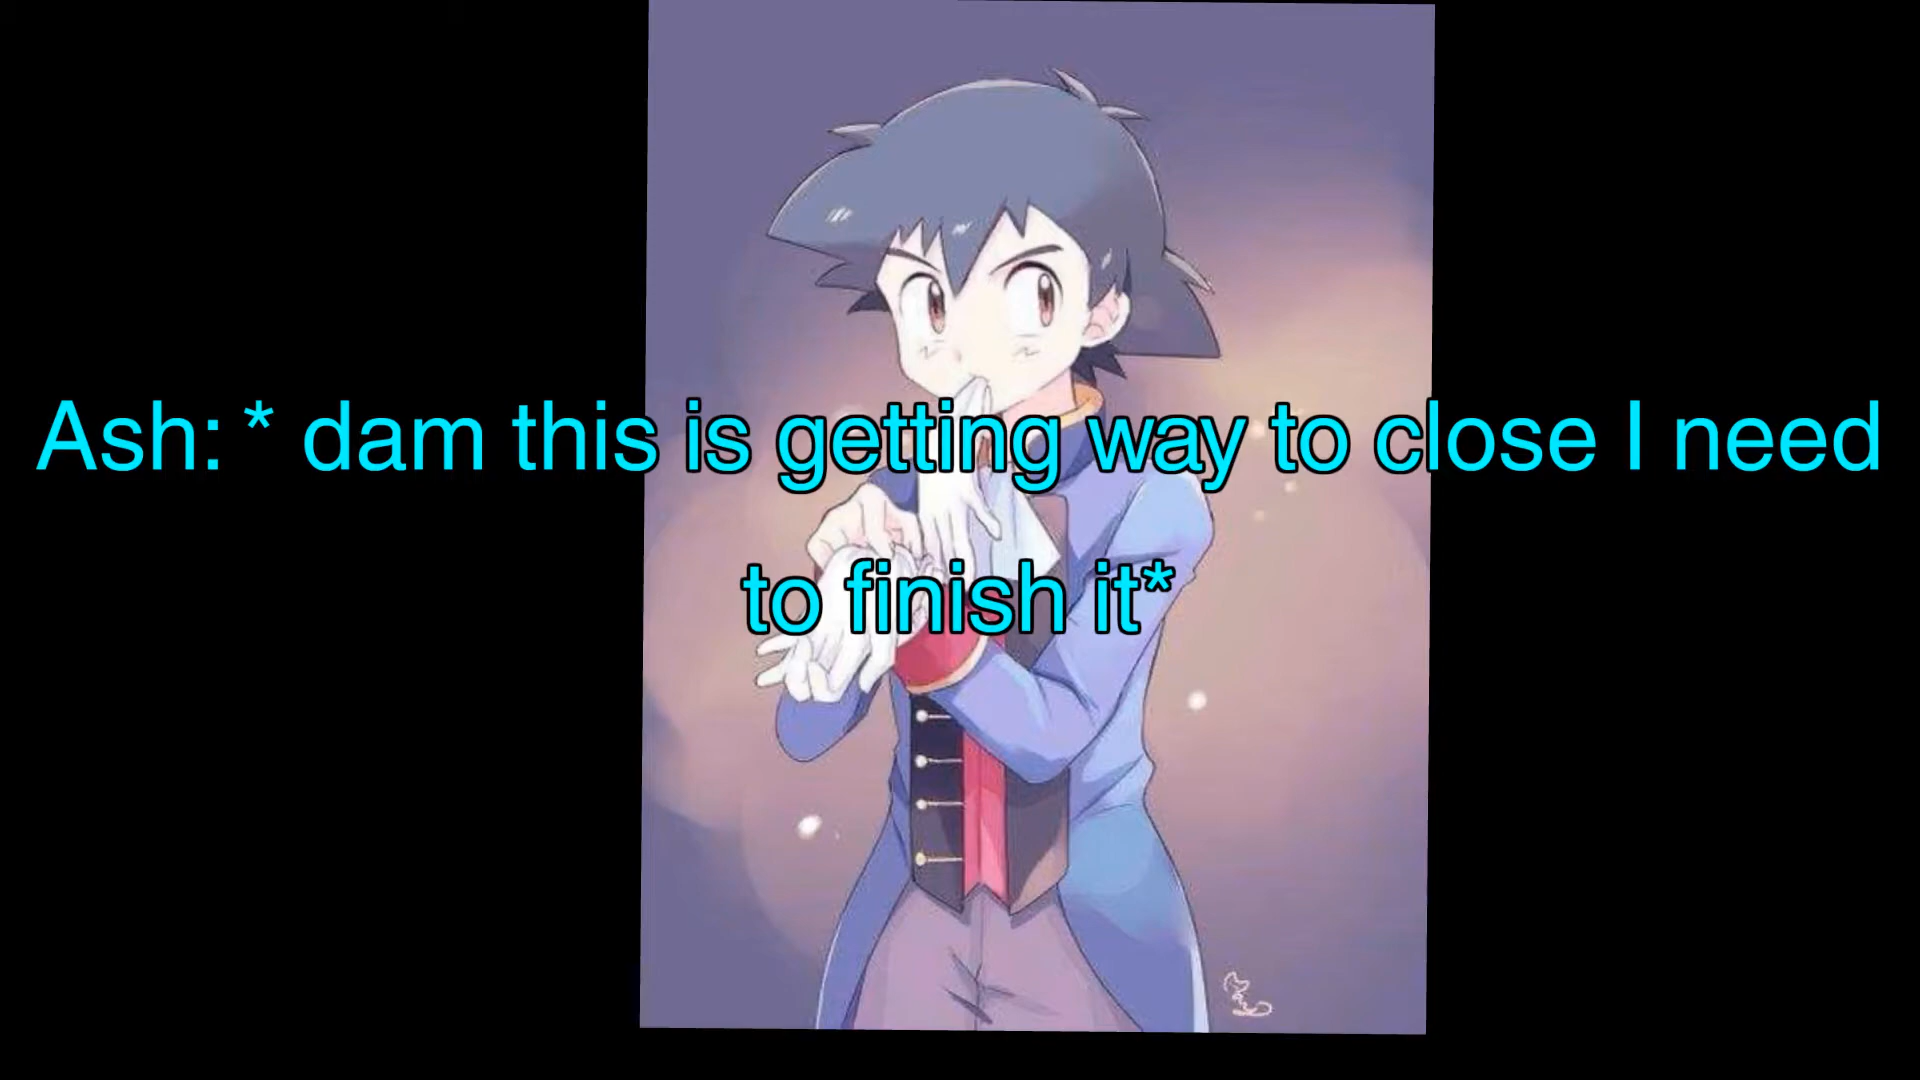 Ash: * dam this is getting way to close I need
to finish it*